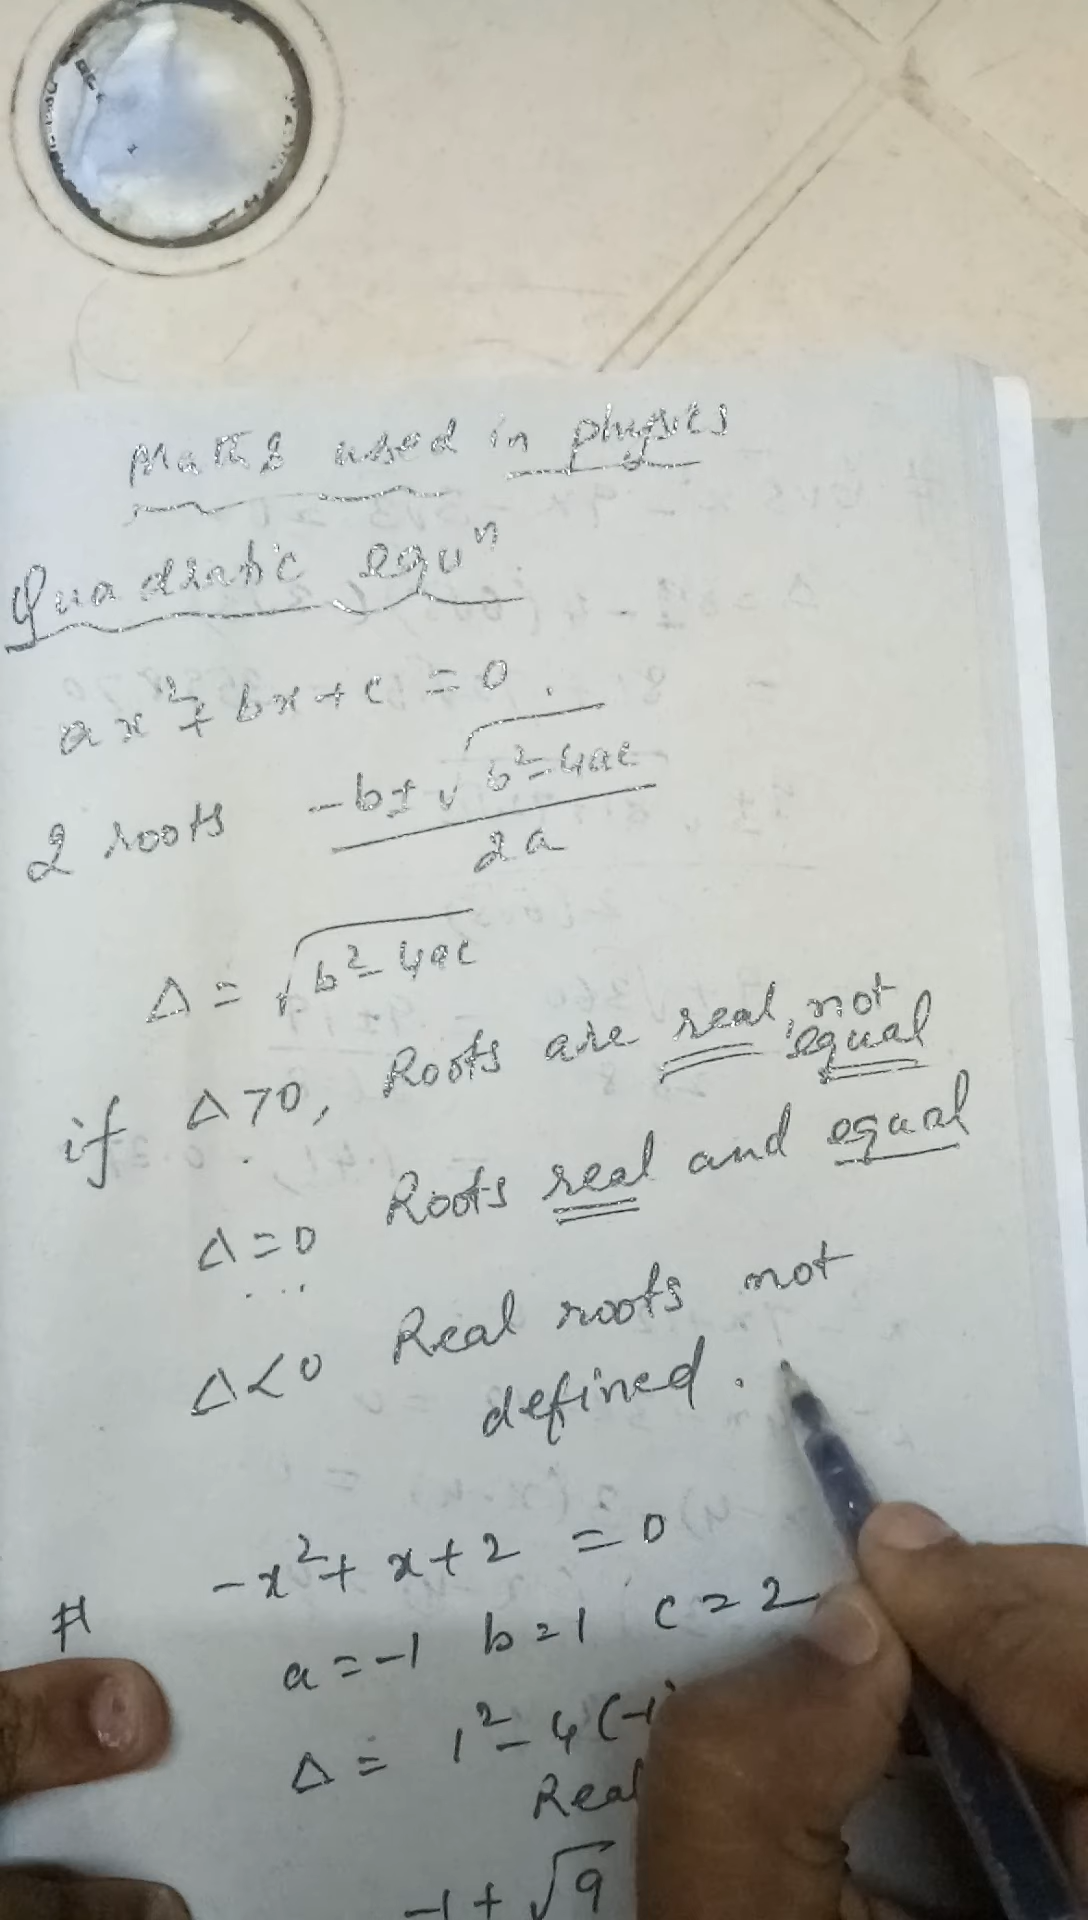 Maths used in physics
Quadratic equⁿ
ax² + bx + c = 0.
2 roots -b ± √b² - 4ac / 2a
Δ = √b² - 4ac
if Δ > 0, Roots are real, not equal
Δ = 0 Roots real and equal
Δ < 0 Real roots not
defined.
# -x² + x + 2 = 0
a = -1 b = 1 c = 2
Δ = 1² - 4(-1
Real
-1 + √9